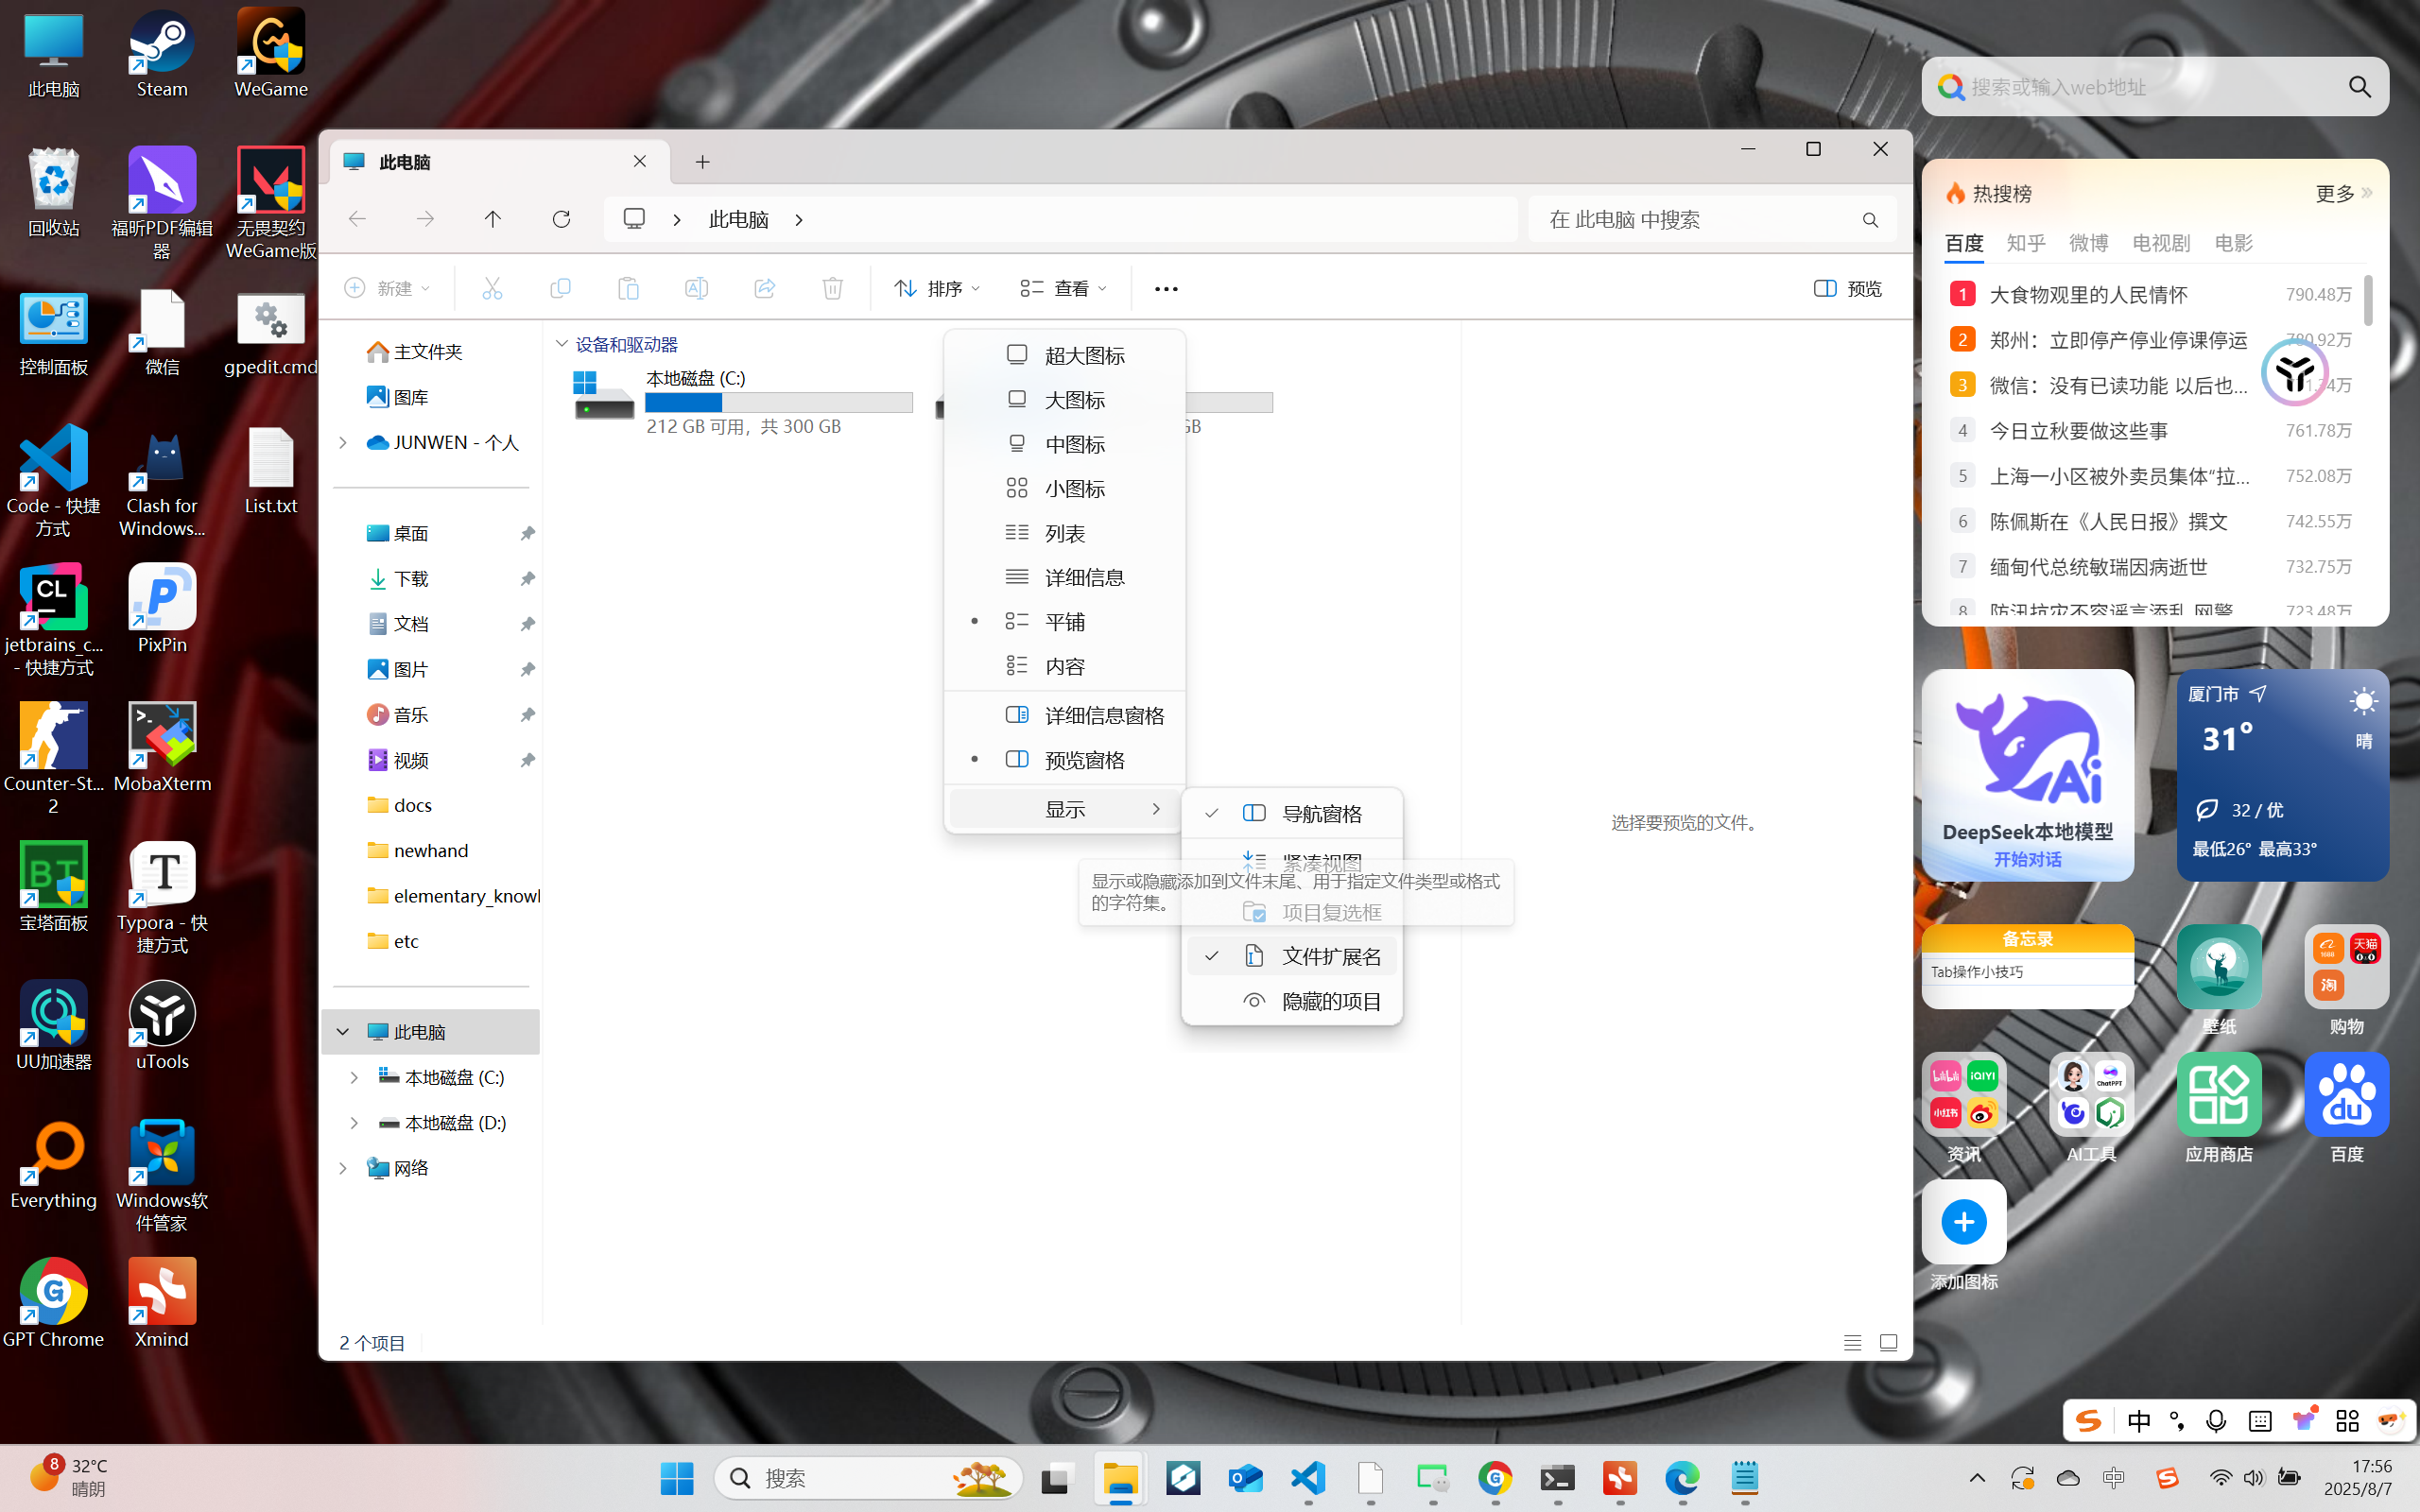 此电脑
Steam
WeGame
回收站
福昕PDF编辑
器
无畏契约
WeGame版
控制面板
微信
gpedit.cmd
Code - 快捷
方式
Clash for
Windows...
List.txt
jetbrains_c...
- 快捷方式
PixPin
Counter-St...
2
MobaXterm
宝塔面板
Typora - 快
捷方式
UU加速器
uTools
Everything
Windows软
件管家
GPT Chrome
Xmind
此电脑
此电脑
在 此电脑 中搜索
新建
排序
查看
预览
主文件夹
图库
JUNWEN - 个人
桌面
下载
文档
图片
音乐
视频
docs
newhand
elementary_knowl
etc
此电脑
本地磁盘 (C:)
本地磁盘 (D:)
网络
设备和驱动器
本地磁盘 (C:)
212 GB 可用，共 300 GB
GB
超大图标
大图标
中图标
小图标
列表
详细信息
平铺
内容
详细信息窗格
预览窗格
显示
导航窗格
紧凑视图
显示或隐藏添加到文件末尾、用于指定文件类型或格式
的字符集。
项目复选框
文件扩展名
隐藏的项目
选择要预览的文件。
2 个项目
搜索或输入web地址
热搜榜
更多
百度 知乎 微博 电视剧 电影
1 大食物观里的人民情怀 790.48万
2 郑州：立即停产停业停课停运
3 微信：没有已读功能 以后也...
4 今日立秋要做这些事 761.78万
5 上海一小区被外卖员集体“拉... 752.08万
6 陈佩斯在《人民日报》撰文 742.55万
7 缅甸代总统敏瑞因病逝世 732.75万
8 防汛抗灾不容谣言添乱 网警 723.48万
Ai
DeepSeek本地模型
开始对话
厦门市
31°
晴
32 / 优
最低26° 最高33°
备忘录
Tab操作小技巧
壁纸
1688
天猫
淘
购物
bilibili
iQIYI
小红书
资讯
ChatPPT
AI工具
应用商店
du
百度
添加图标
中
8
32°C
晴朗
搜索
中
17:56
2025/8/7